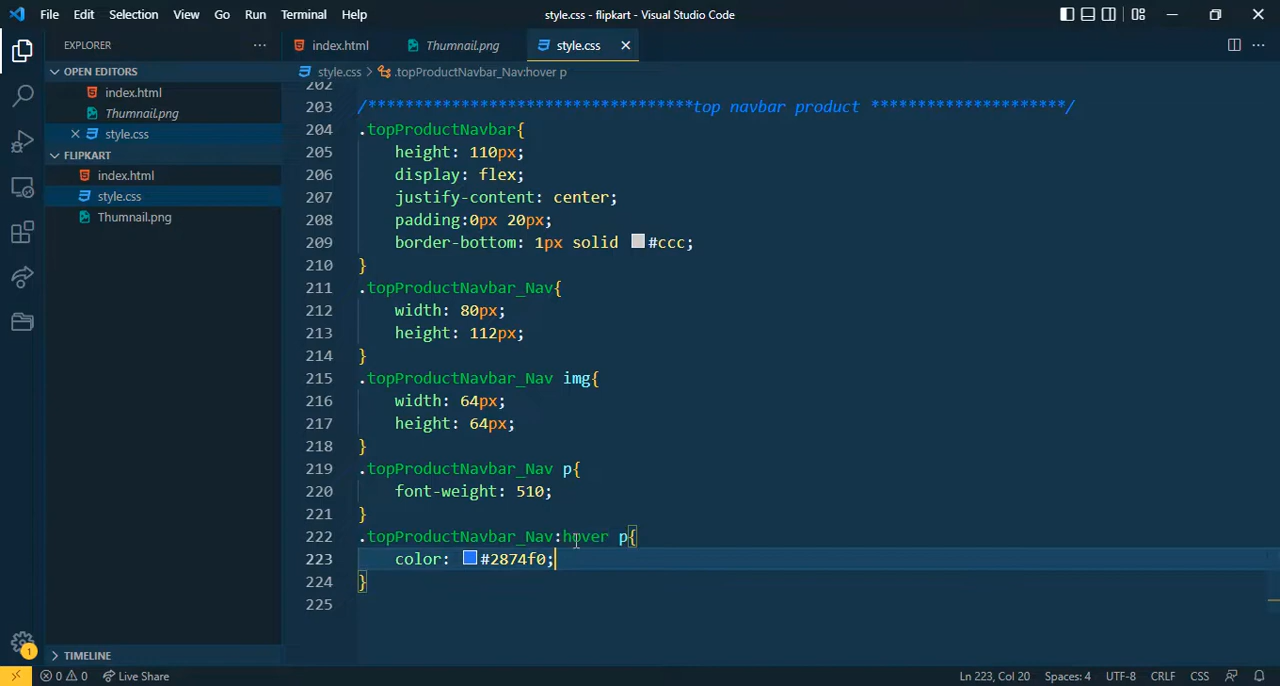 File Edit Selection View Go Run Terminal Help style.css - flipkart - Visual Studio Code
EXPLORER ··· index.html Thumnail.png style.css
OPEN EDITORS style.css > .topProductNavbar_Nav:hover p
index.html 202
Thumnail.png 203 /***********************************top navbar product *********************/
style.css 204 .topProductNavbar{
FLIPKART 205 height: 110px;
index.html 206 display: flex;
style.css 207 justify-content: center;
Thumnail.png 208 padding:0px 20px;
209 border-bottom: 1px solid #ccc;
210 }
211 .topProductNavbar_Nav{
212 width: 80px;
213 height: 112px;
214 }
215 .topProductNavbar_Nav img{
216 width: 64px;
217 height: 64px;
218 }
219 .topProductNavbar_Nav p{
220 font-weight: 510;
221 }
222 .topProductNavbar_Nav:hover p{
223 color: #2874f0;
224 }
225
1
TIMELINE
0 0 Live Share Ln 223, Col 20 Spaces: 4 UTF-8 CRLF CSS